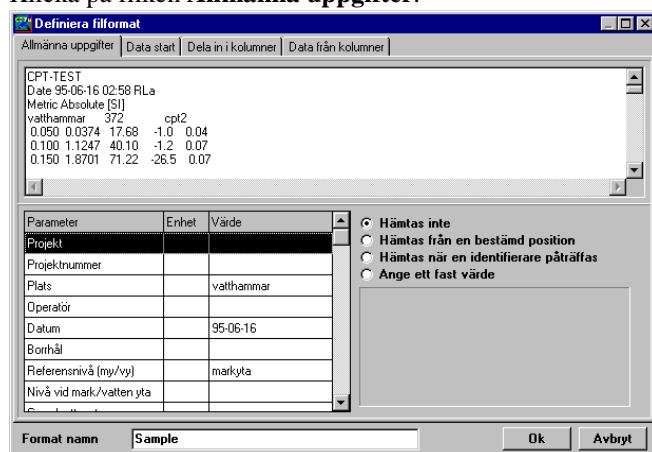 Definiera filformat
Allmänna uppgifter Data start Dela in i kolumner Data från kolumner
CPT-TEST
Date 95-06-16 02:58 RLa
Metric Absolute [SI]
vatthammar 372 cpt2
0.050 0.0374 17.68 -1.0 0.04
0.100 1.1247 40.10 -1.2 0.07
0.150 1.8701 71.22 -26.5 0.07
Parameter Enhet Värde
Projekt
Projektnummer
Plats vatthammar
Operatör
Datum 95-06-16
Borrhål
Referensnivå (my/vy) markyta
Nivå vid mark/vatten yta
Hämtas inte
Hämtas från en bestämd position
Hämtas när en identifierare påträffas
Ange ett fast värde
Format namn Sample Ok Avbryt